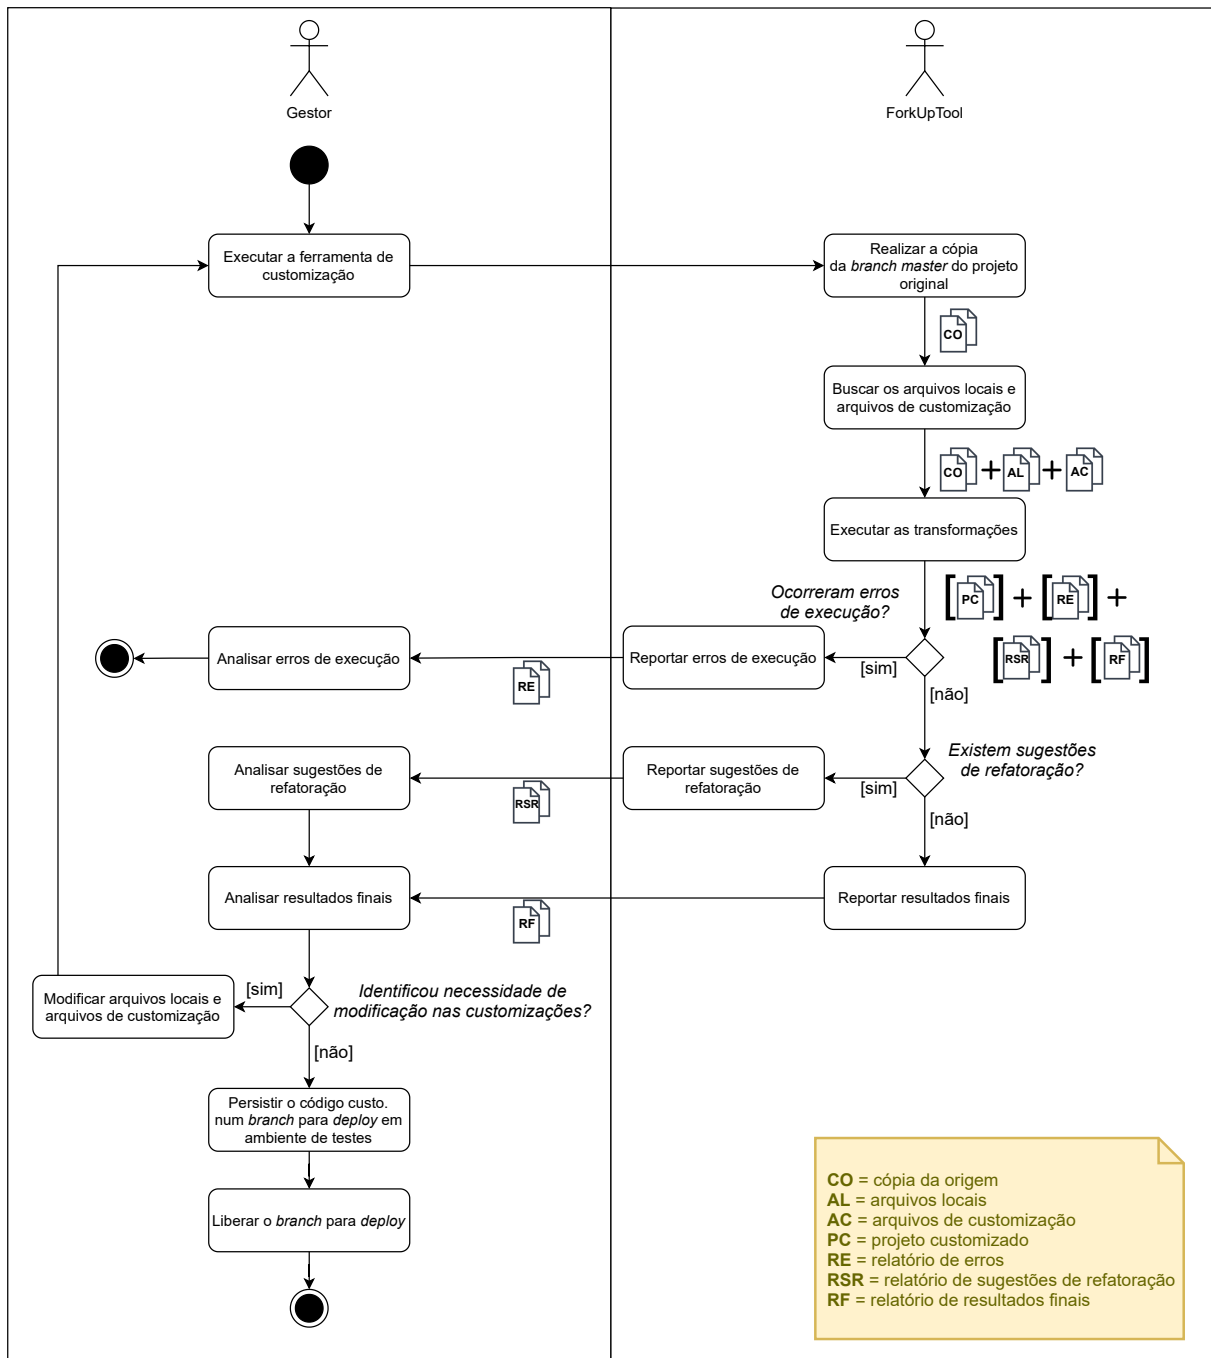 Gestor
ForkUpTool
Executar a ferramenta de
customização
Realizar a cópia
da branch master do projeto
original
CO
Buscar os arquivos locais e
arquivos de customização
CO + AL + AC
Executar as transformações
Ocorreram erros
de execução?
[PC] + [RE] +
[RSR] + [RF]
Analisar erros de execução
RE
Reportar erros de execução
[sim]
[não]
Existem sugestões
de refatoração?
Analisar sugestões de
refatoração
RSR
Reportar sugestões de
refatoração
[sim]
[não]
Analisar resultados finais
RF
Reportar resultados finais
Modificar arquivos locais e
arquivos de customização
[sim]
Identificou necessidade de
modificação nas customizações?
[não]
Persistir o código custo.
num branch para deploy em
ambiente de testes
Liberar o branch para deploy
CO = cópia da origem
AL = arquivos locais
AC = arquivos de customização
PC = projeto customizado
RE = relatório de erros
RSR = relatório de sugestões de refatoração
RF = relatório de resultados finais